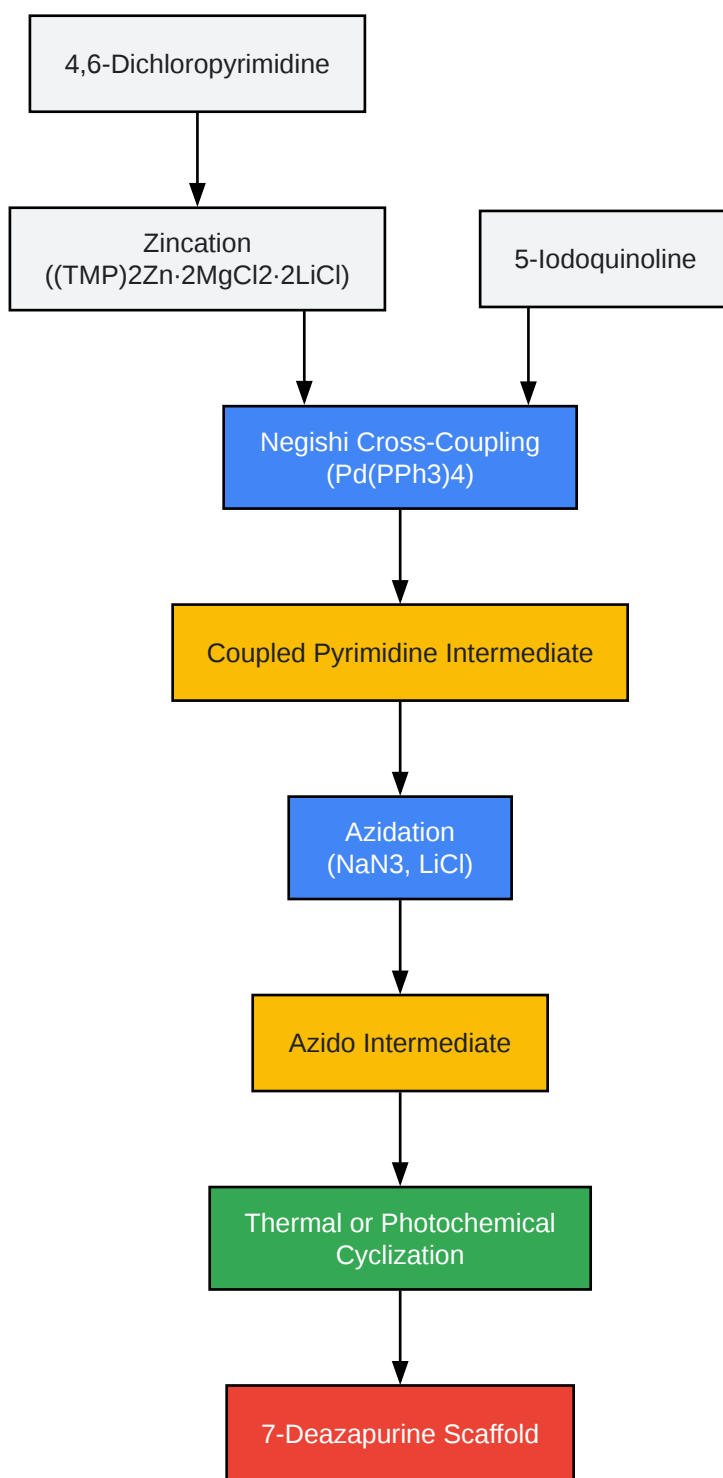 4,6-Dichloropyrimidine
Zincation
((TMP)2Zn·2MgCl2·2LiCl)
5-Iodoquinoline
Negishi Cross-Coupling
(Pd(PPh3)4)
Coupled Pyrimidine Intermediate
Azidation
(NaN3, LiCl)
Azido Intermediate
Thermal or Photochemical
Cyclization
7-Deazapurine Scaffold